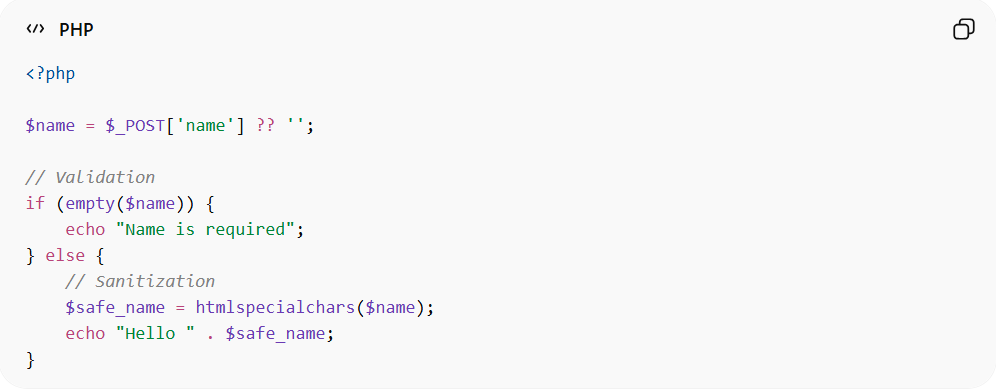 </> PHP
<?php
$name = $_POST['name'] ?? '';
// Validation
if (empty($name)) {
    echo "Name is required";
} else {
    // Sanitization
    $safe_name = htmlspecialchars($name);
    echo "Hello " . $safe_name;
}